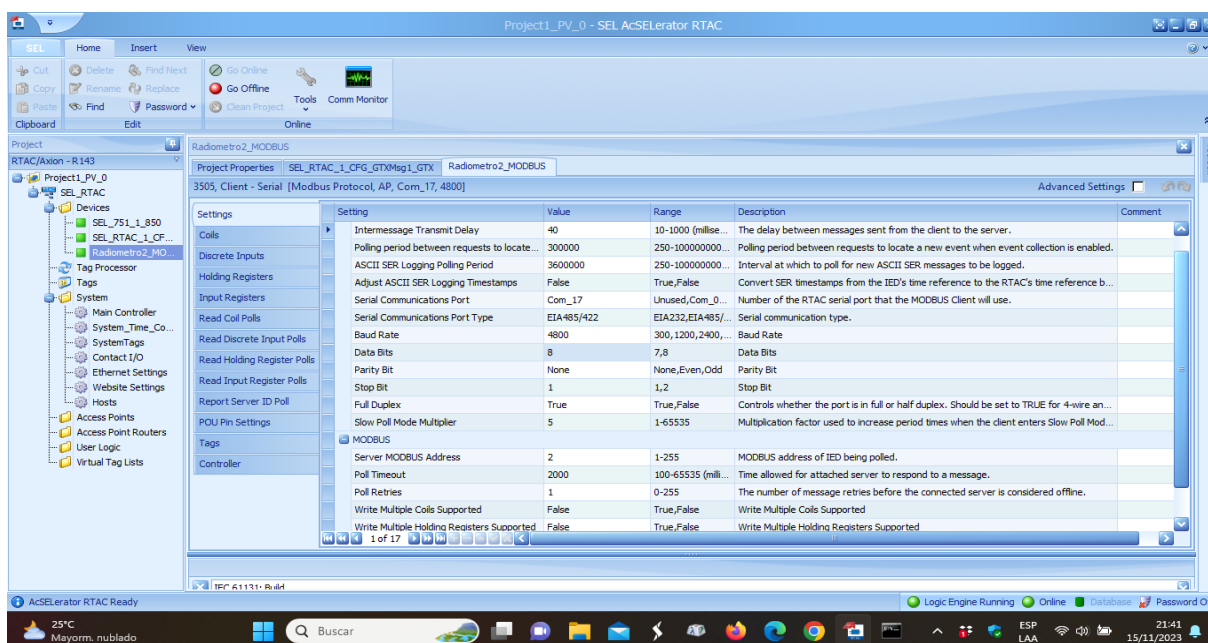 Project1_PV_0 - SEL AcSELerator RTAC
SEL Home Insert View
Cut Delete Find Next Go Online
Copy Rename Replace Go Offline Tools Comm Monitor
Paste Find Password Clean Project
Clipboard Edit Online
Project
RTAC/Axion - R143
Project1_PV_0
SEL_RTAC
Devices
SEL_751_1_850
SEL_RTAC_1_CF...
Radiometro2_MO...
Tag Processor
Tags
System
Main Controller
System_Time_Co...
SystemTags
Contact I/O
Ethernet Settings
Website Settings
Hosts
Access Points
Access Point Routers
User Logic
Virtual Tag Lists
Radiometro2_MODBUS
Project Properties SEL_RTAC_1_CFG_GTXMsg1_GTX Radiometro2_MODBUS
3505, Client - Serial [Modbus Protocol, AP, Com_17, 4800] Advanced Settings
Settings
Coils
Discrete Inputs
Holding Registers
Input Registers
Read Coil Polls
Read Discrete Input Polls
Read Holding Register Polls
Read Input Register Polls
Report Server ID Poll
POU Pin Settings
Tags
Controller
Setting Value Range Description Comment
Intermessage Transmit Delay 40 10-1000 (millise... The delay between messages sent from the client to the server.
Polling period between requests to locate... 300000 250-100000000... Polling period between requests to locate a new event when event collection is enabled.
ASCII SER Logging Polling Period 3600000 250-100000000... Interval at which to poll for new ASCII SER messages to be logged.
Adjust ASCII SER Logging Timestamps False True,False Convert SER timestamps from the IED's time reference to the RTAC's time reference b...
Serial Communications Port Com_17 Unused,Com_0... Number of the RTAC serial port that the MODBUS Client will use.
Serial Communications Port Type EIA485/422 EIA232,EIA485/... Serial communication type.
Baud Rate 4800 300,1200,2400,... Baud Rate
Data Bits 8 7,8 Data Bits
Parity Bit None None,Even,Odd Parity Bit
Stop Bit 1 1,2 Stop Bit
Full Duplex True True,False Controls whether the port is in full or half duplex. Should be set to TRUE for 4-wire an...
Slow Poll Mode Multiplier 5 1-65535 Multiplication factor used to increase period times when the client enters Slow Poll Mod...
MODBUS
Server MODBUS Address 2 1-255 MODBUS address of IED being polled.
Poll Timeout 2000 100-65535 (milli... Time allowed for attached server to respond to a message.
Poll Retries 1 0-255 The number of message retries before the connected server is considered offline.
Write Multiple Coils Supported False True,False Write Multiple Coils Supported
Write Multiple Holding Registers Supported False True,False Write Multiple Holding Registers Supported
1 of 17
IEC 61131: Build
AcSELerator RTAC Ready Logic Engine Running Online Database Password O
25°C
Mayorm. nublado
Buscar
ESP
LAA
21:41
15/11/2023